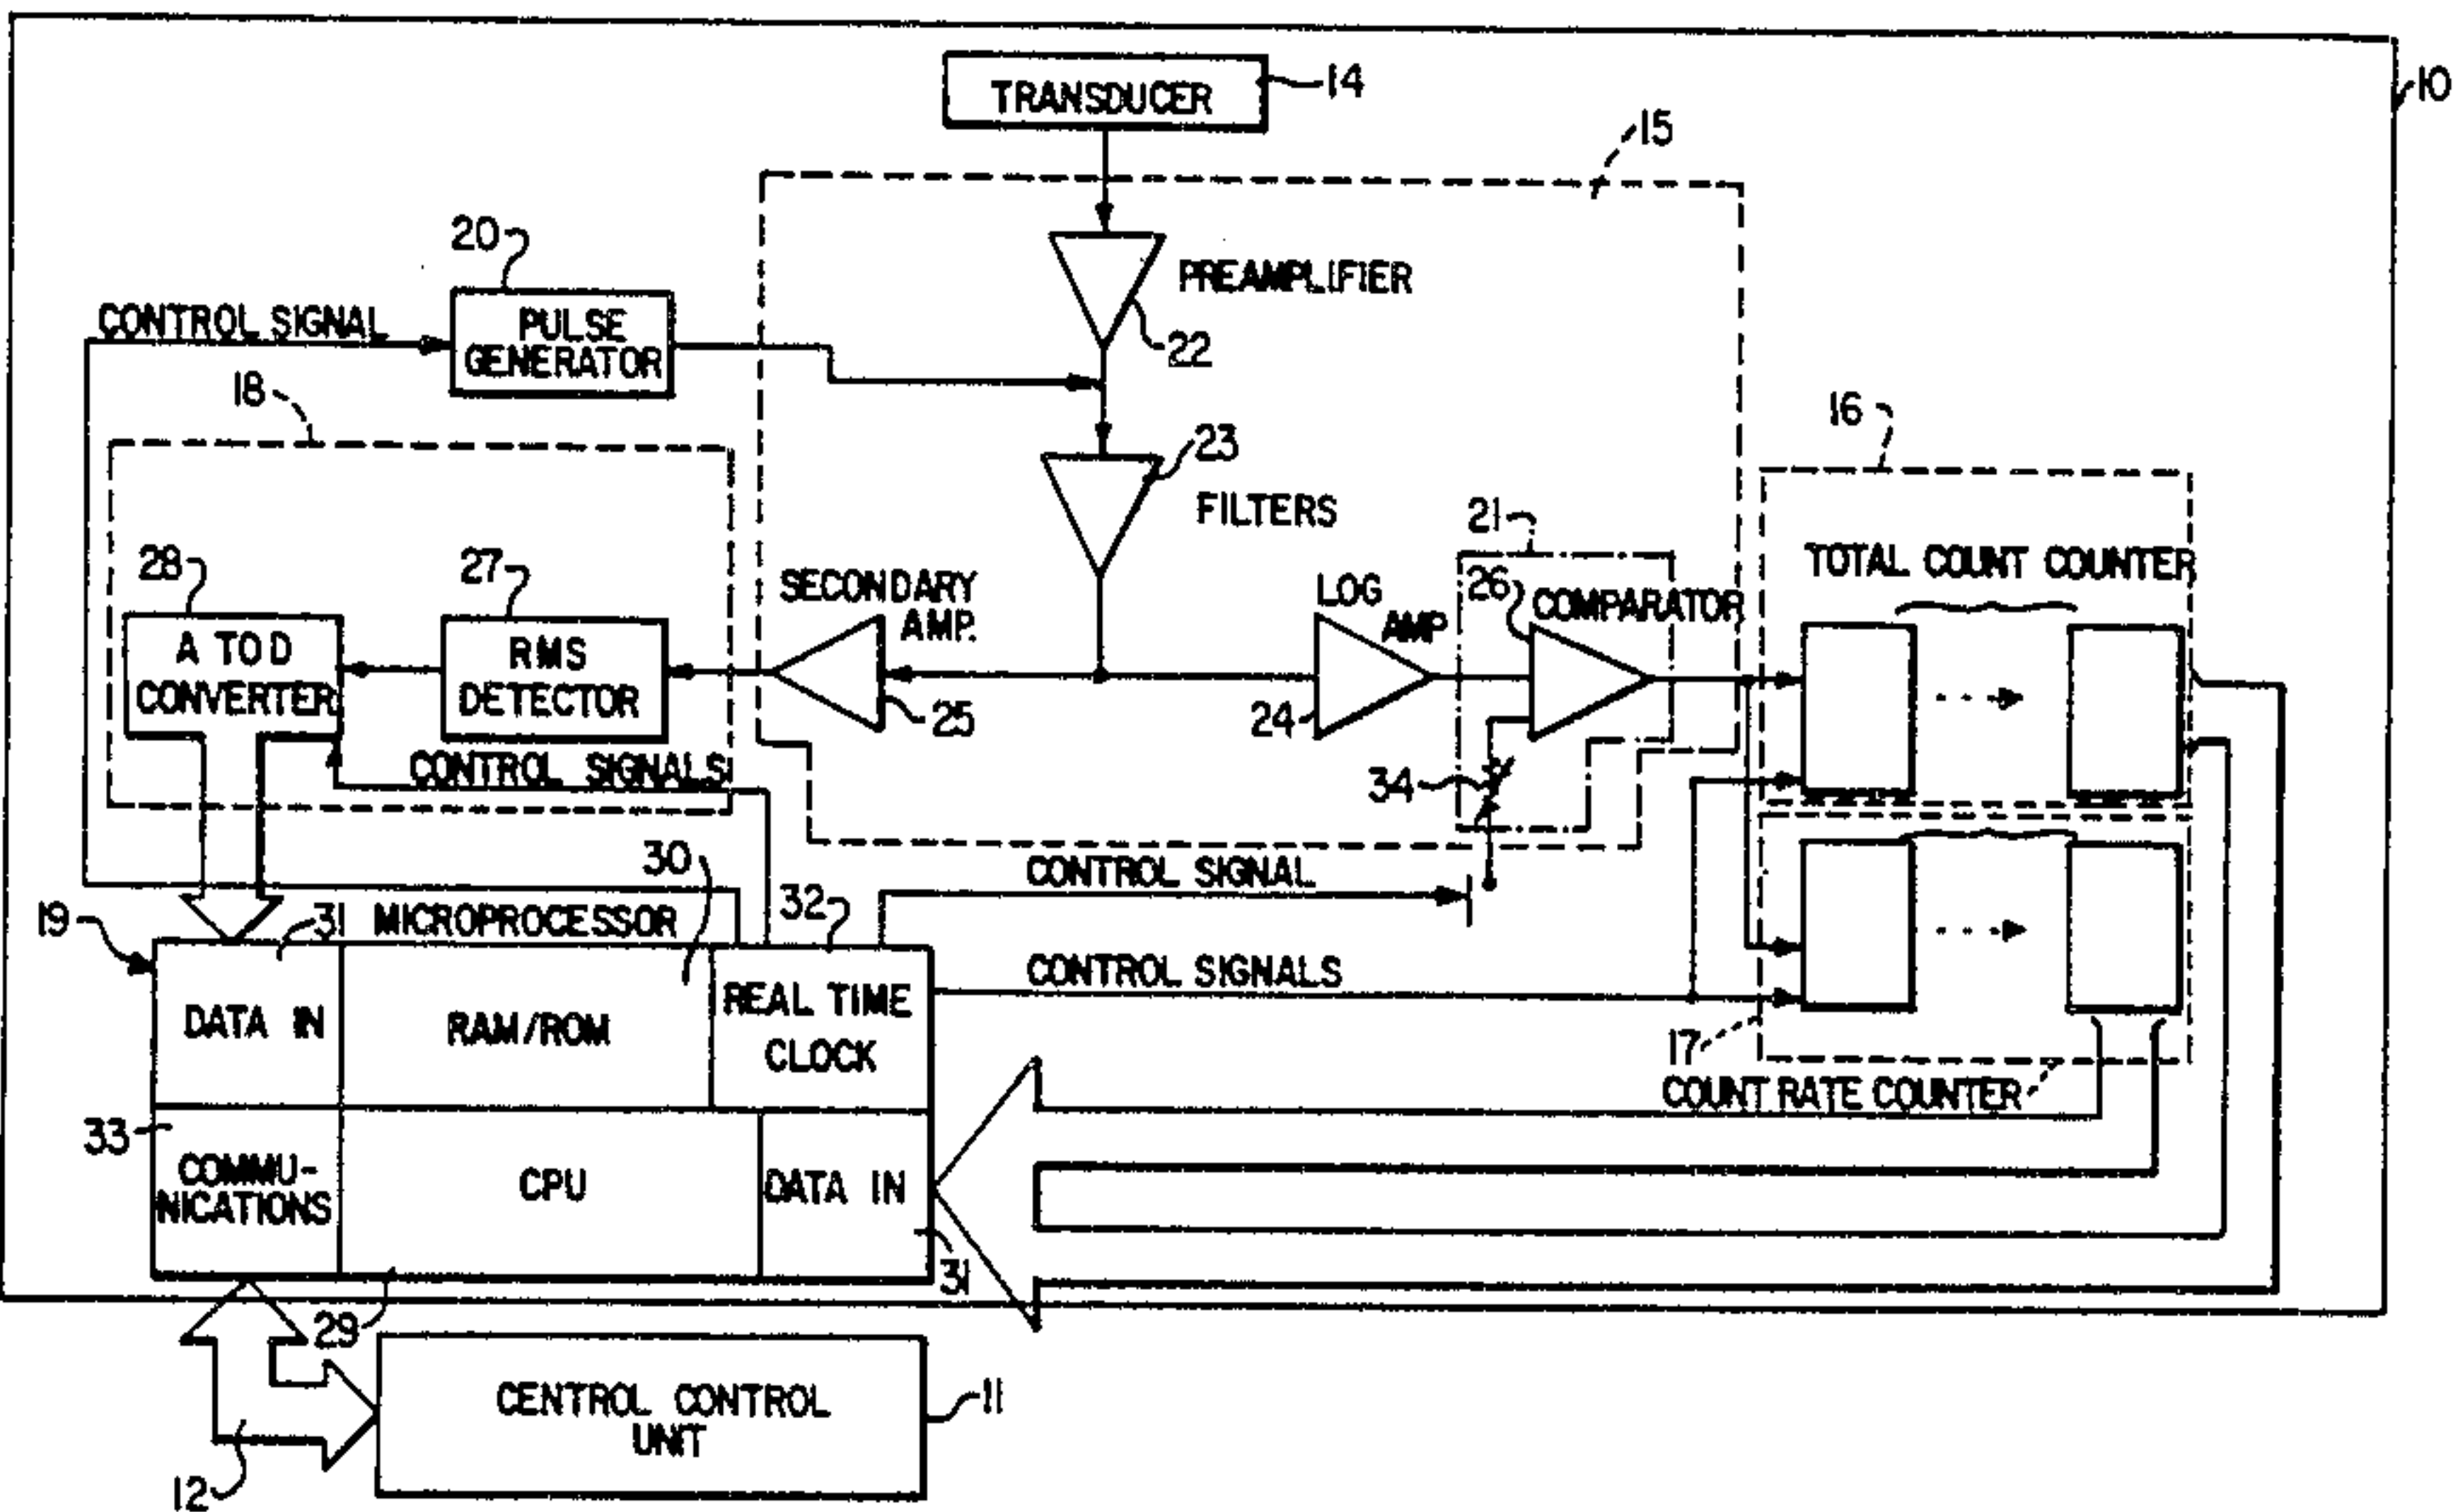 TRANSDUCER
14
10
15
20
PREAMPLIFIER
CONTROL SIGNAL
PULSE
GENERATOR
22
18
16
23
FILTERS
21
TOTAL COUNT COUNTER
28
27
SECONDARY
AMP.
LOG
AMP
26
COMPARATOR
A TO D
CONVERTER
RMS
DETECTOR
25
24
CONTROL SIGNALS
34
30
CONTROL SIGNAL
19
31
MICROPROCESSOR
32
CONTROL SIGNALS
DATA IN
RAM/ROM
REAL TIME
CLOCK
17
COUNT RATE COUNTER
33
COMMU-
NICATIONS
CPU
DATA IN
31
29
CENTROL CONTROL
UNIT
11
12